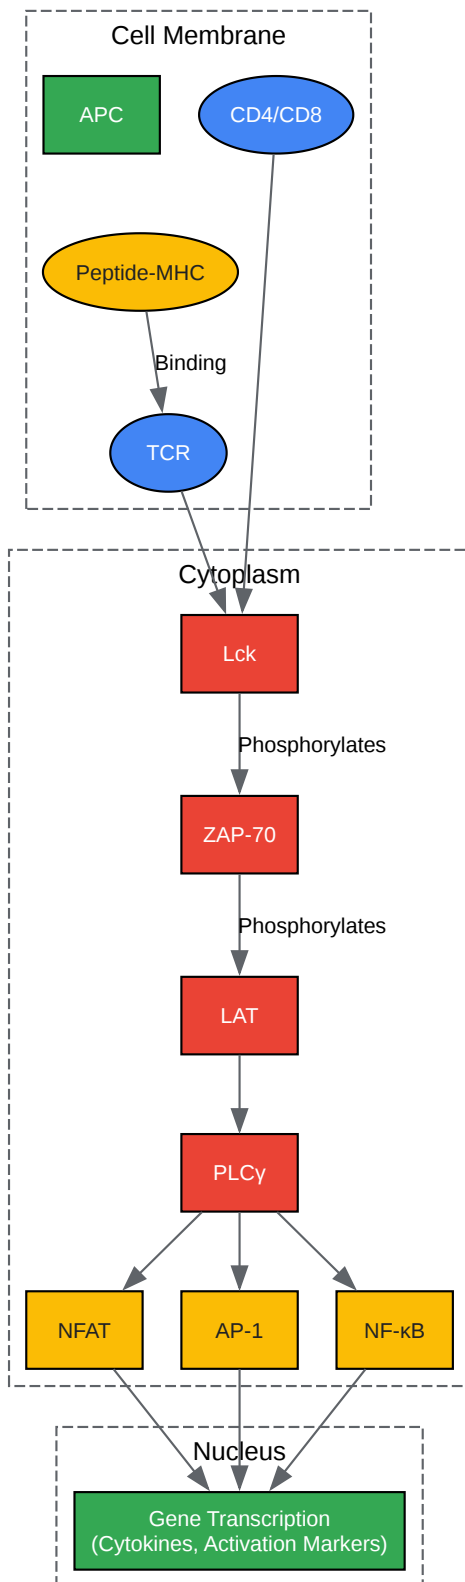 Cell Membrane
APC
CD4/CD8
Peptide-MHC
Binding
TCR
Cytoplasm
Lck
Phosphorylates
ZAP-70
Phosphorylates
LAT
PLCγ
NFAT
AP-1
NF-κB
Nucleus
Gene Transcription
(Cytokines, Activation Markers)